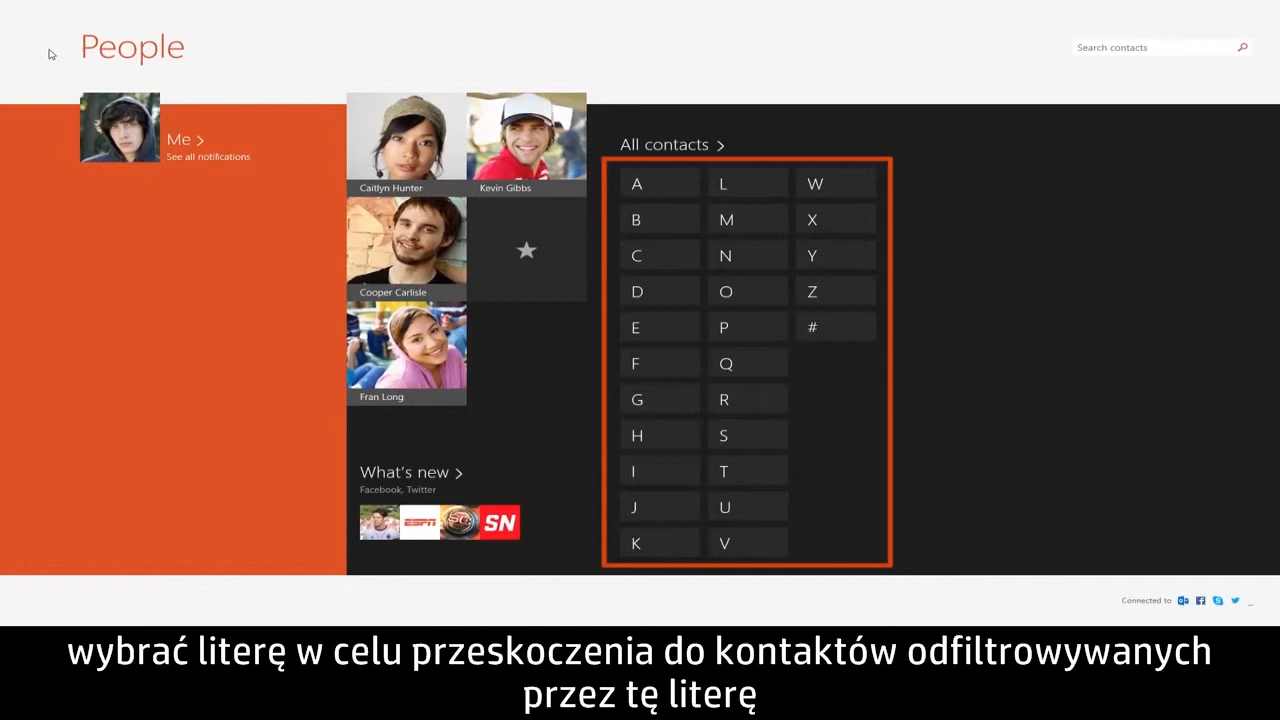 People
Search contacts
Me >
See all notifications
Caitlyn Hunter
Kevin Gibbs
Cooper Carlisle
Fran Long
What's new >
Facebook, Twitter
ESPN
SC
SN
All contacts >
A L W
B M X
C N Y
D O Z
E P #
F Q
G R
H S
I T
J U
K V
Connected to
...
wybrać literę w celu przeskoczenia do kontaktów odfiltrowywanych
przez tę literę